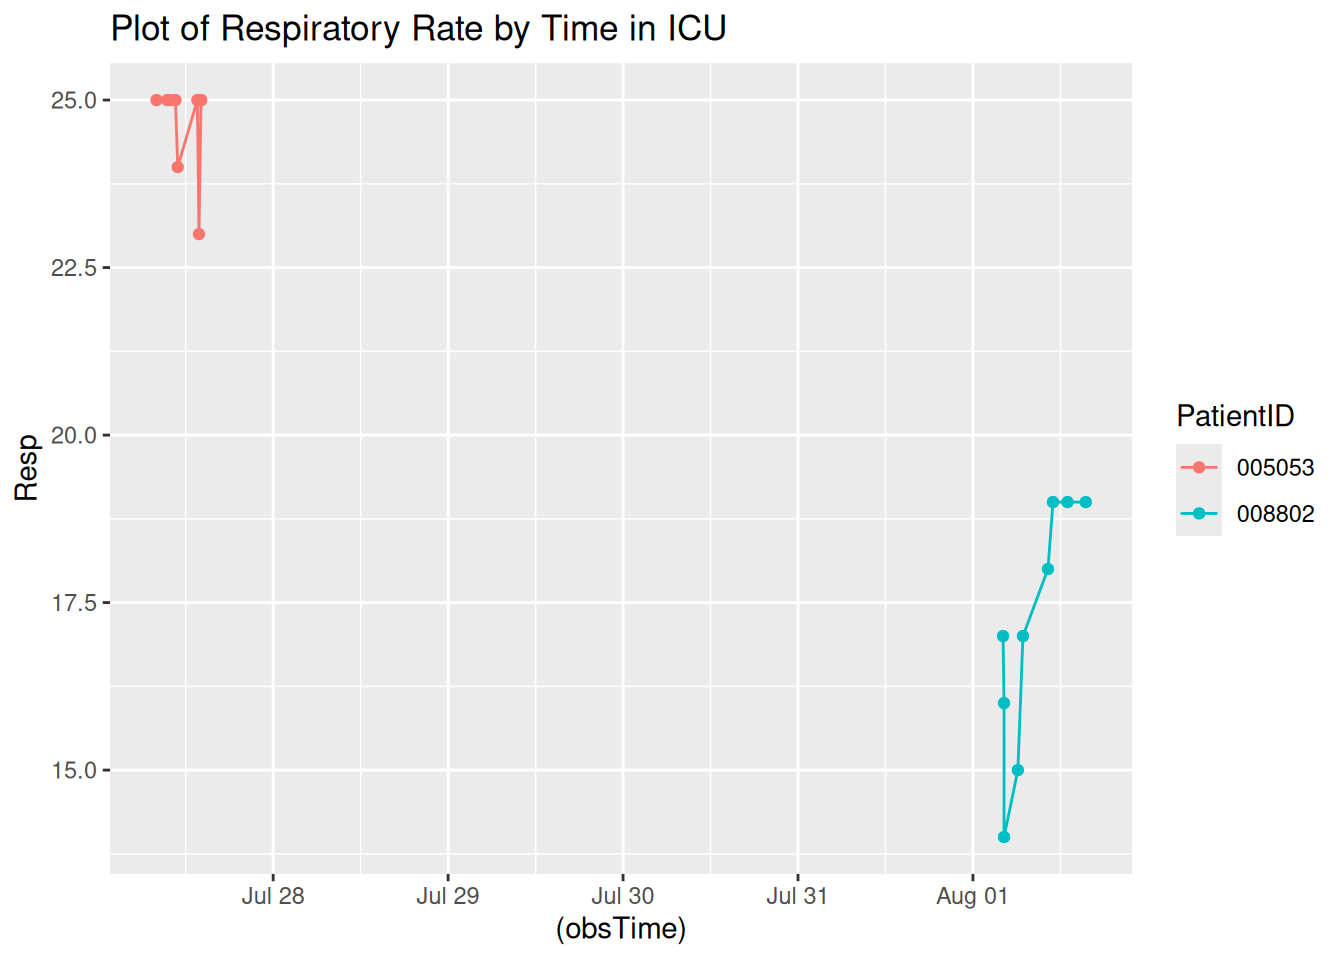 Plot of Respiratory Rate by Time in ICU
25.0
22.5
20.0
17.5
15.0
Resp
Jul 28
Jul 29
Jul 30
Jul 31
Aug 01
(obsTime)
PatientID
005053
008802